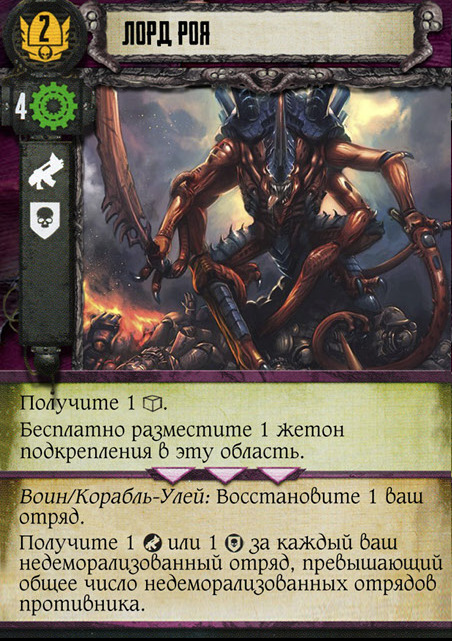 2
ЛОРД РОЯ
4
Получите 1 .
Бесплатно разместите 1 жетон
подкрепления в эту область.
Воин/Корабль-Улей: Восстановите 1 ваш
отряд.
Получите 1 или 1 за каждый ваш
недеморализованный отряд, превышающий
общее число недеморализованных отрядов
противника.